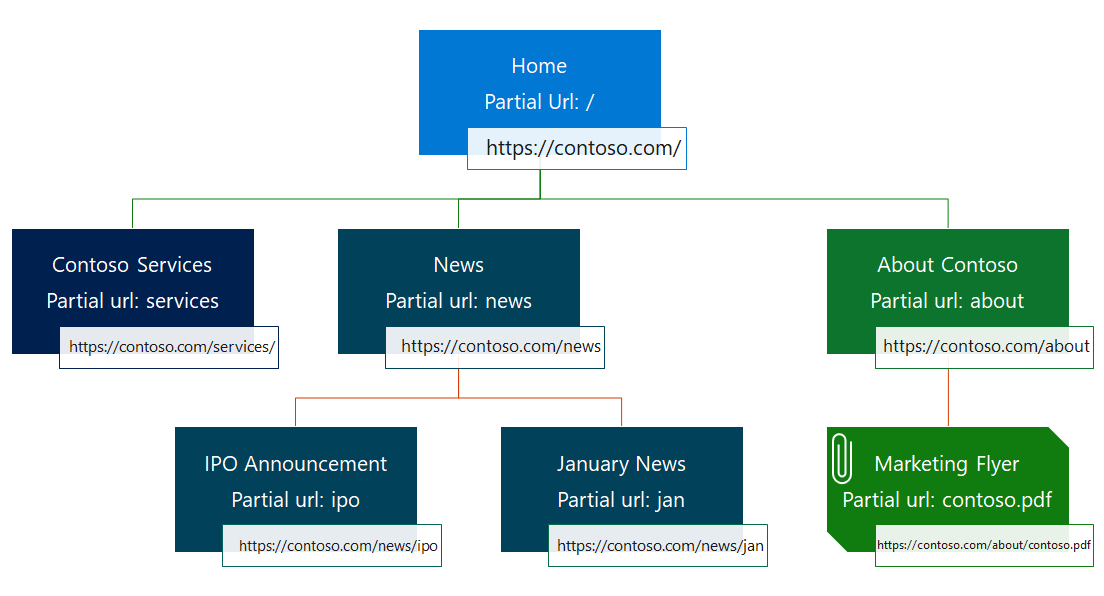 Home
Partial Url: /
https://contoso.com/
Contoso Services
Partial url: services
https://contoso.com/services/
News
Partial url: news
https://contoso.com/news
About Contoso
Partial url: about
https://contoso.com/about
IPO Announcement
Partial url: ipo
https://contoso.com/news/ipo
January News
Partial url: jan
https://contoso.com/news/jan
Marketing Flyer
Partial url: contoso.pdf
https://contoso.com/about/contoso.pdf